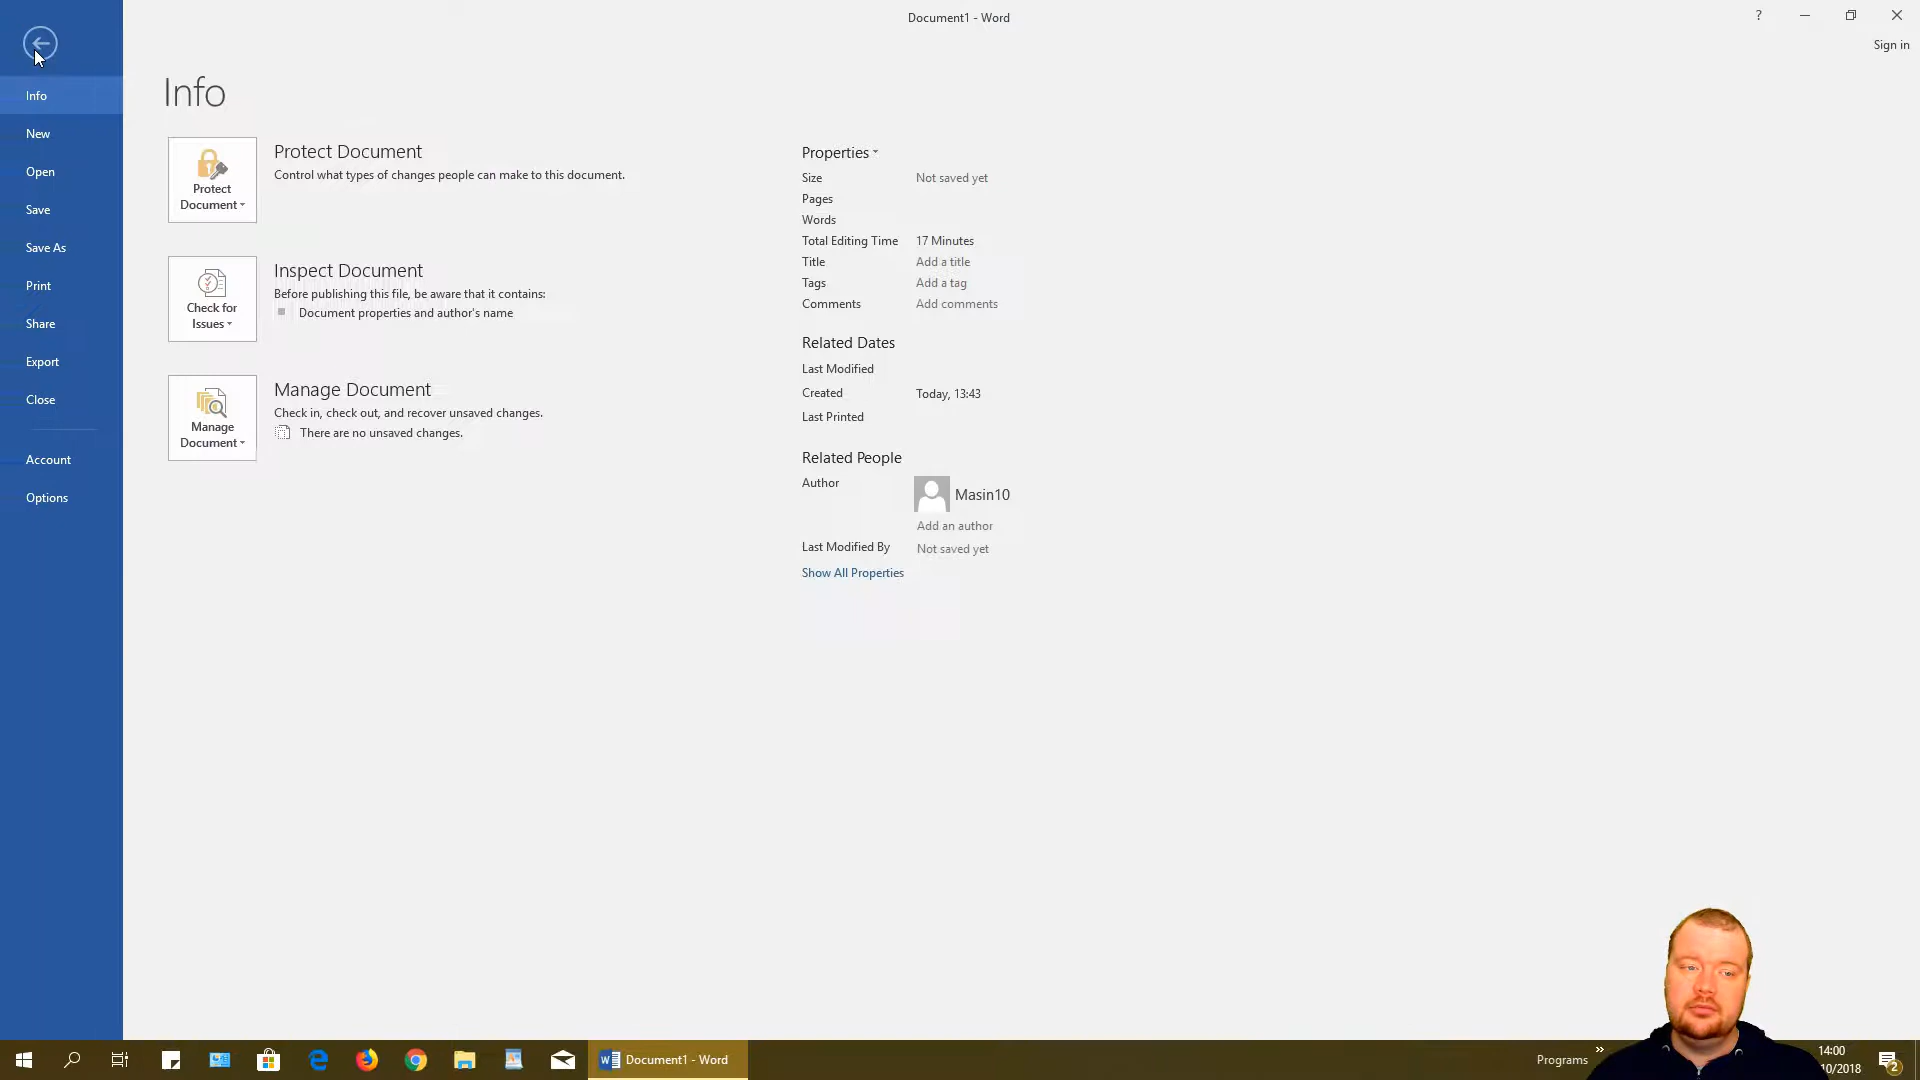 Document1 - Word
?
Sign in
Info
New
Open
Save
Save As
Print
Share
Export
Close
Account
Options
Info
Protect
Document
Protect Document
Control what types of changes people can make to this document.
Check for
Issues
Inspect Document
Before publishing this file, be aware that it contains:
Document properties and author's name
Manage
Document
Manage Document
Check in, check out, and recover unsaved changes.
There are no unsaved changes.
Properties
Size Not saved yet
Pages
Words
Total Editing Time 17 Minutes
Title Add a title
Tags Add a tag
Comments Add comments
Related Dates
Last Modified
Created Today, 13:43
Last Printed
Related People
Author Masin10
Add an author
Last Modified By Not saved yet
Show All Properties
Document1 - Word
Programs
14:00
10/2018
2